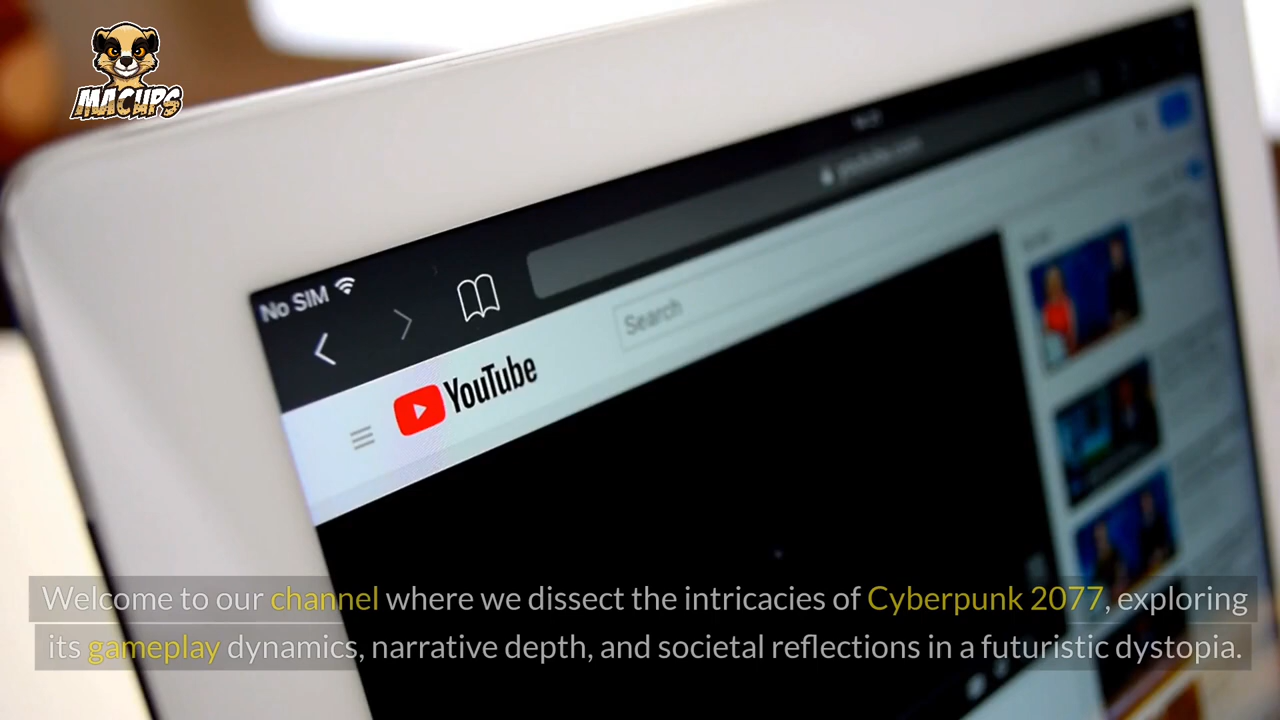 MACUPS
No SIM
Search
YouTube
Welcome to our channel where we dissect the intricacies of Cyberpunk 2077, exploring
its gameplay dynamics, narrative depth, and societal reflections in a futuristic dystopia.